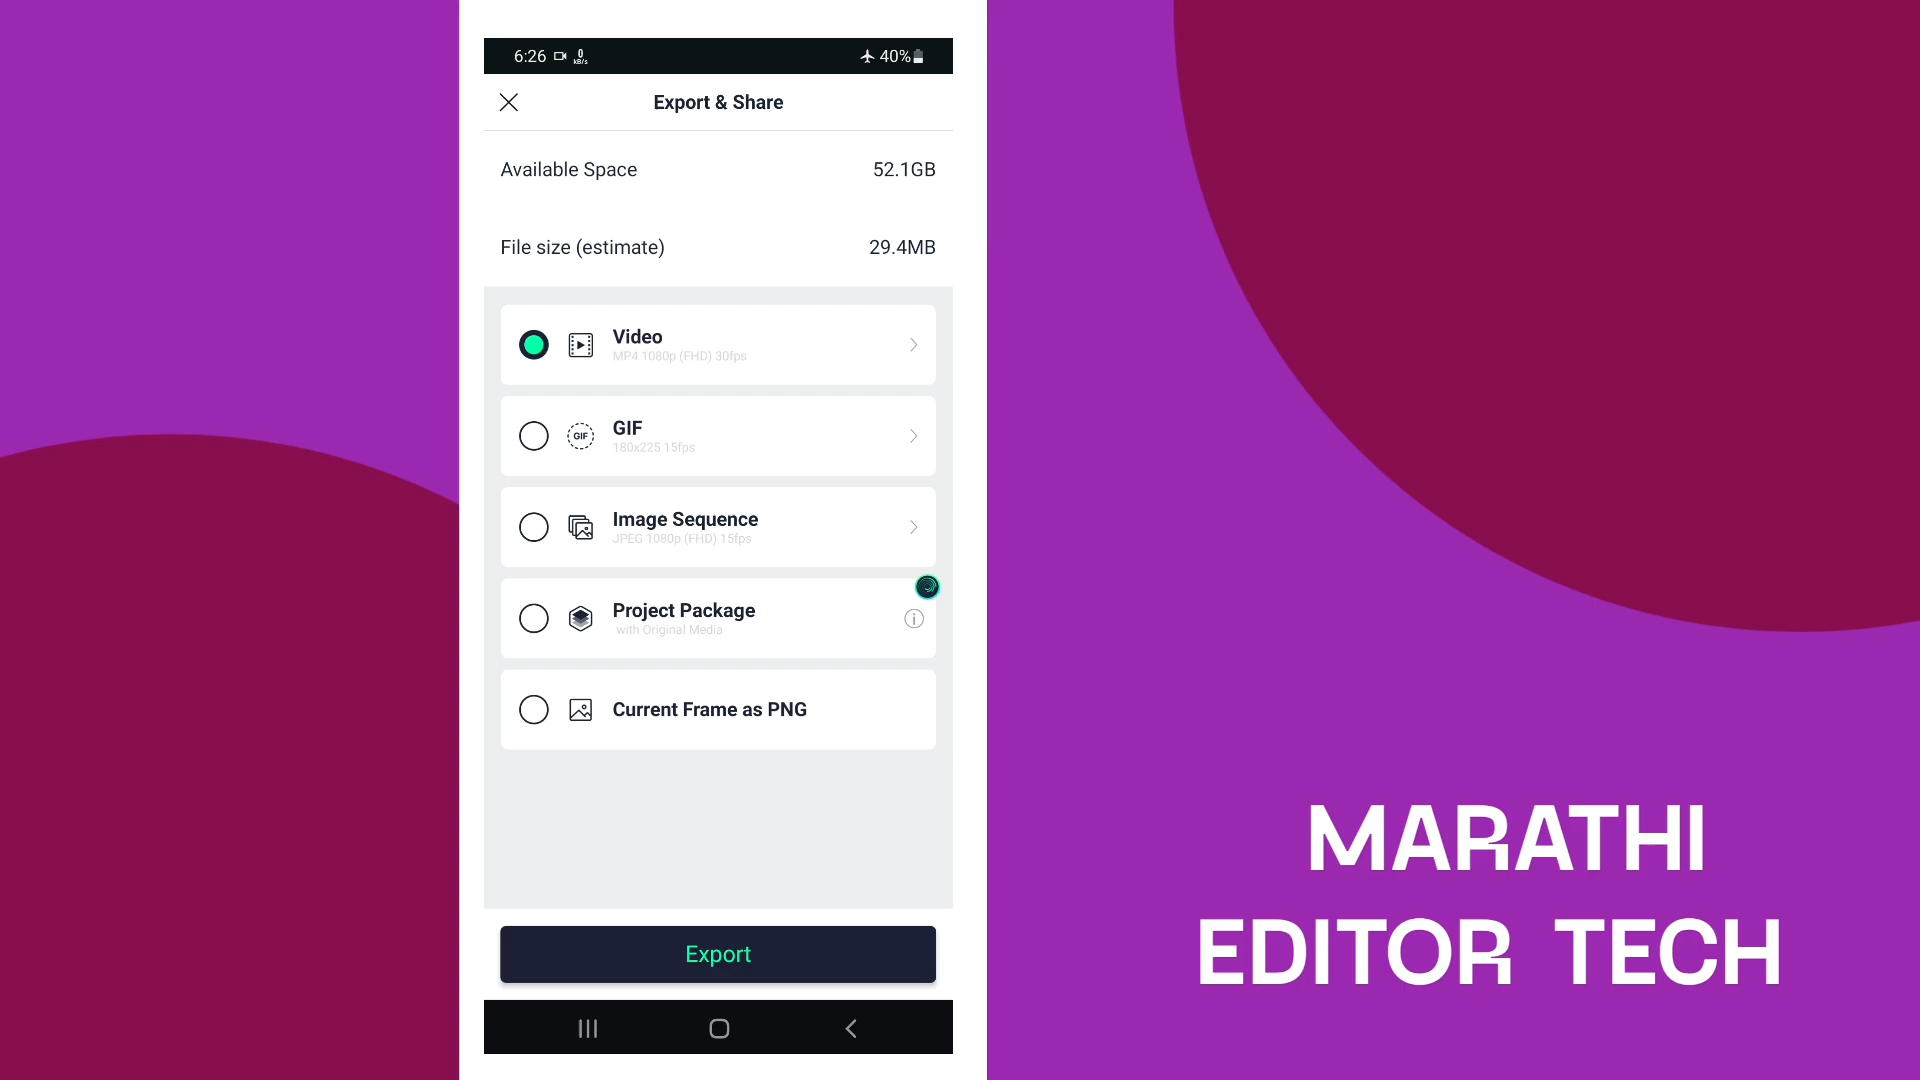 6:26 0 kB/s 40%
Export & Share
Available Space 52.1GB
File size (estimate) 29.4MB
Video
MP4 1080p (FHD) 30fps
GIF GIF
180x225 15fps
Image Sequence
JPEG 1080p (FHD) 15fps
Project Package
with Original Media
Current Frame as PNG
Export
MARATHI
EDITOR TECH